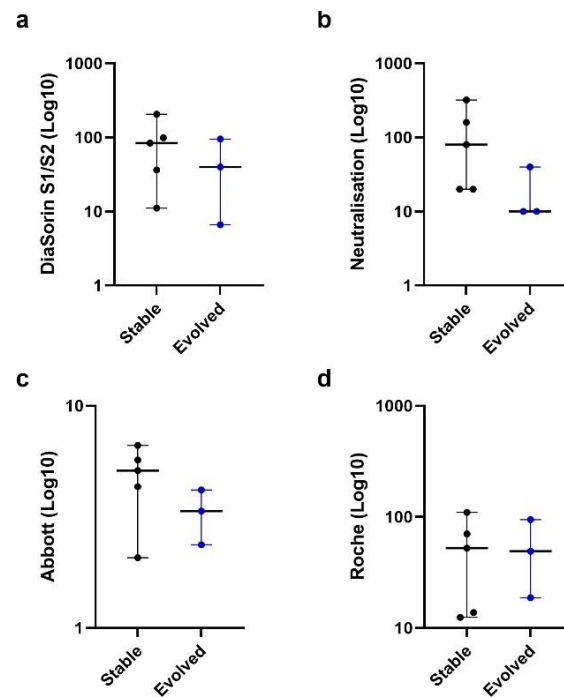 a
DiaSorin S1/S2 (Log10)
1000
100
10
1
Stable
Evolved
b
Neutralisation (Log10)
1000
100
10
1
Stable
Evolved
c
Abbott (Log10)
10
1
Stable
Evolved
d
Roche (Log10)
1000
100
10
Stable
Evolved